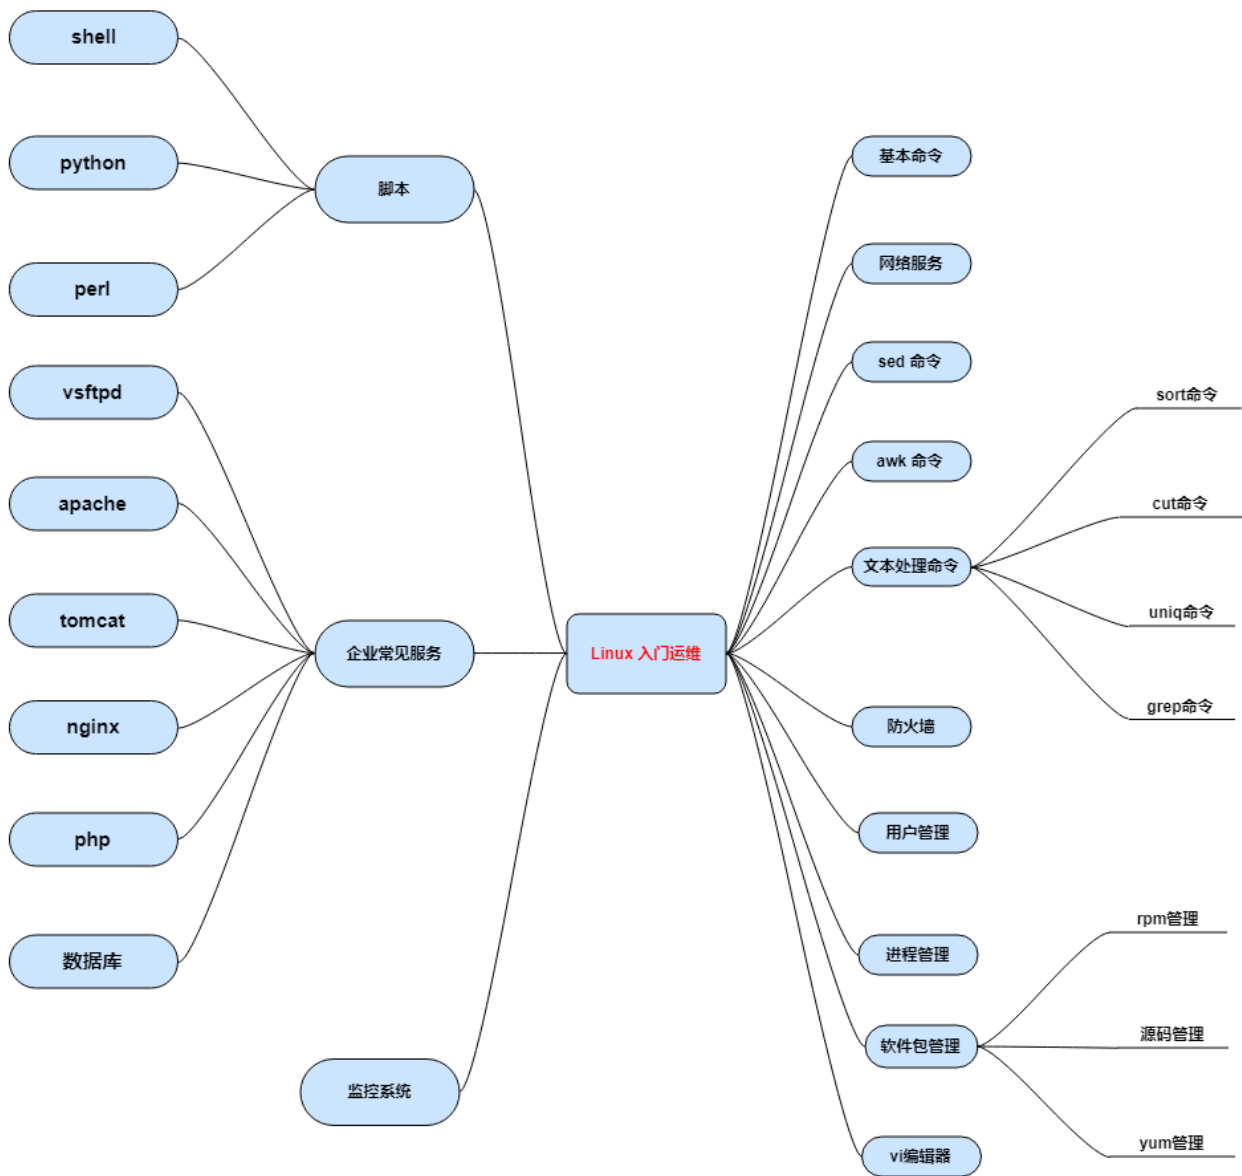 shell
python
perl
脚本
vsftpd
apache
tomcat
nginx
php
数据库
企业常见服务
监控系统
Linux 入门运维
基本命令
网络服务
sed 命令
awk 命令
文本处理命令
sort命令
cut命令
uniq命令
grep命令
防火墙
用户管理
进程管理
软件包管理
rpm管理
源码管理
yum管理
vi编辑器